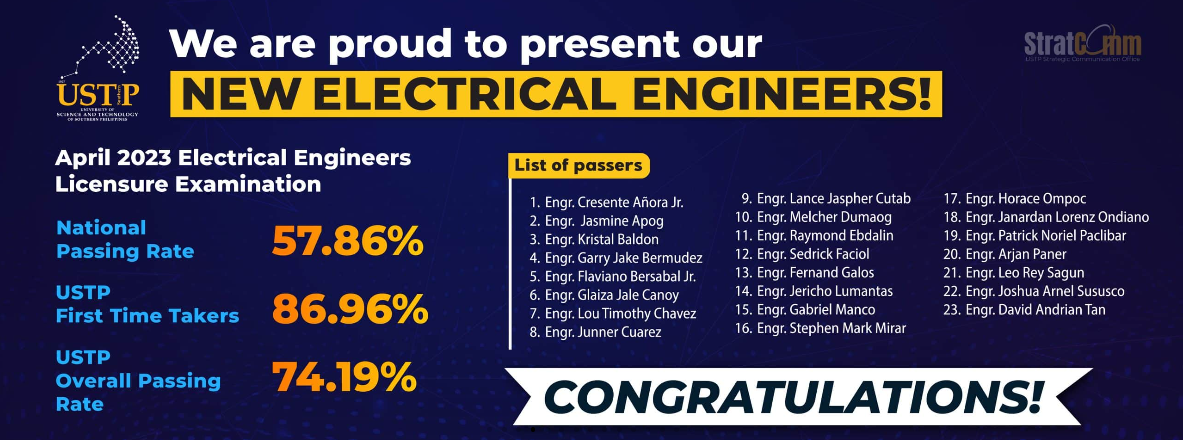 We are proud to present our
NEW ELECTRICAL ENGINEERS!
USTP
UNIVERSITY OF
SCIENCE AND TECHNOLOGY
OF SOUTHERN PHILIPPINES
StratComm
USTP Strategic Communication Office
April 2023 Electrical Engineers
Licensure Examination
National
Passing Rate
57.86%
USTP
First Time Takers
86.96%
USTP
Overall Passing
Rate
74.19%
List of passers
1. Engr. Cresente Añora Jr.
2. Engr. Jasmine Apog
3. Engr. Kristal Baldon
4. Engr. Garry Jake Bermudez
5. Engr. Flaviano Bersabal Jr.
6. Engr. Glaiza Jale Canoy
7. Engr. Lou Timothy Chavez
8. Engr. Junner Cuarez
9. Engr. Lance Jaspher Cutab
10. Engr. Melcher Dumaog
11. Engr. Raymond Ebdalin
12. Engr. Sedrick Faciol
13. Engr. Fernand Galos
14. Engr. Jericho Lumantas
15. Engr. Gabriel Manco
16. Engr. Stephen Mark Mirar
17. Engr. Horace Ompoc
18. Engr. Janardan Lorenz Ondiano
19. Engr. Patrick Noriel Paclibar
20. Engr. Arjan Paner
21. Engr. Leo Rey Sagun
22. Engr. Joshua Arnel Sususco
23. Engr. David Andrian Tan
CONGRATULATIONS!